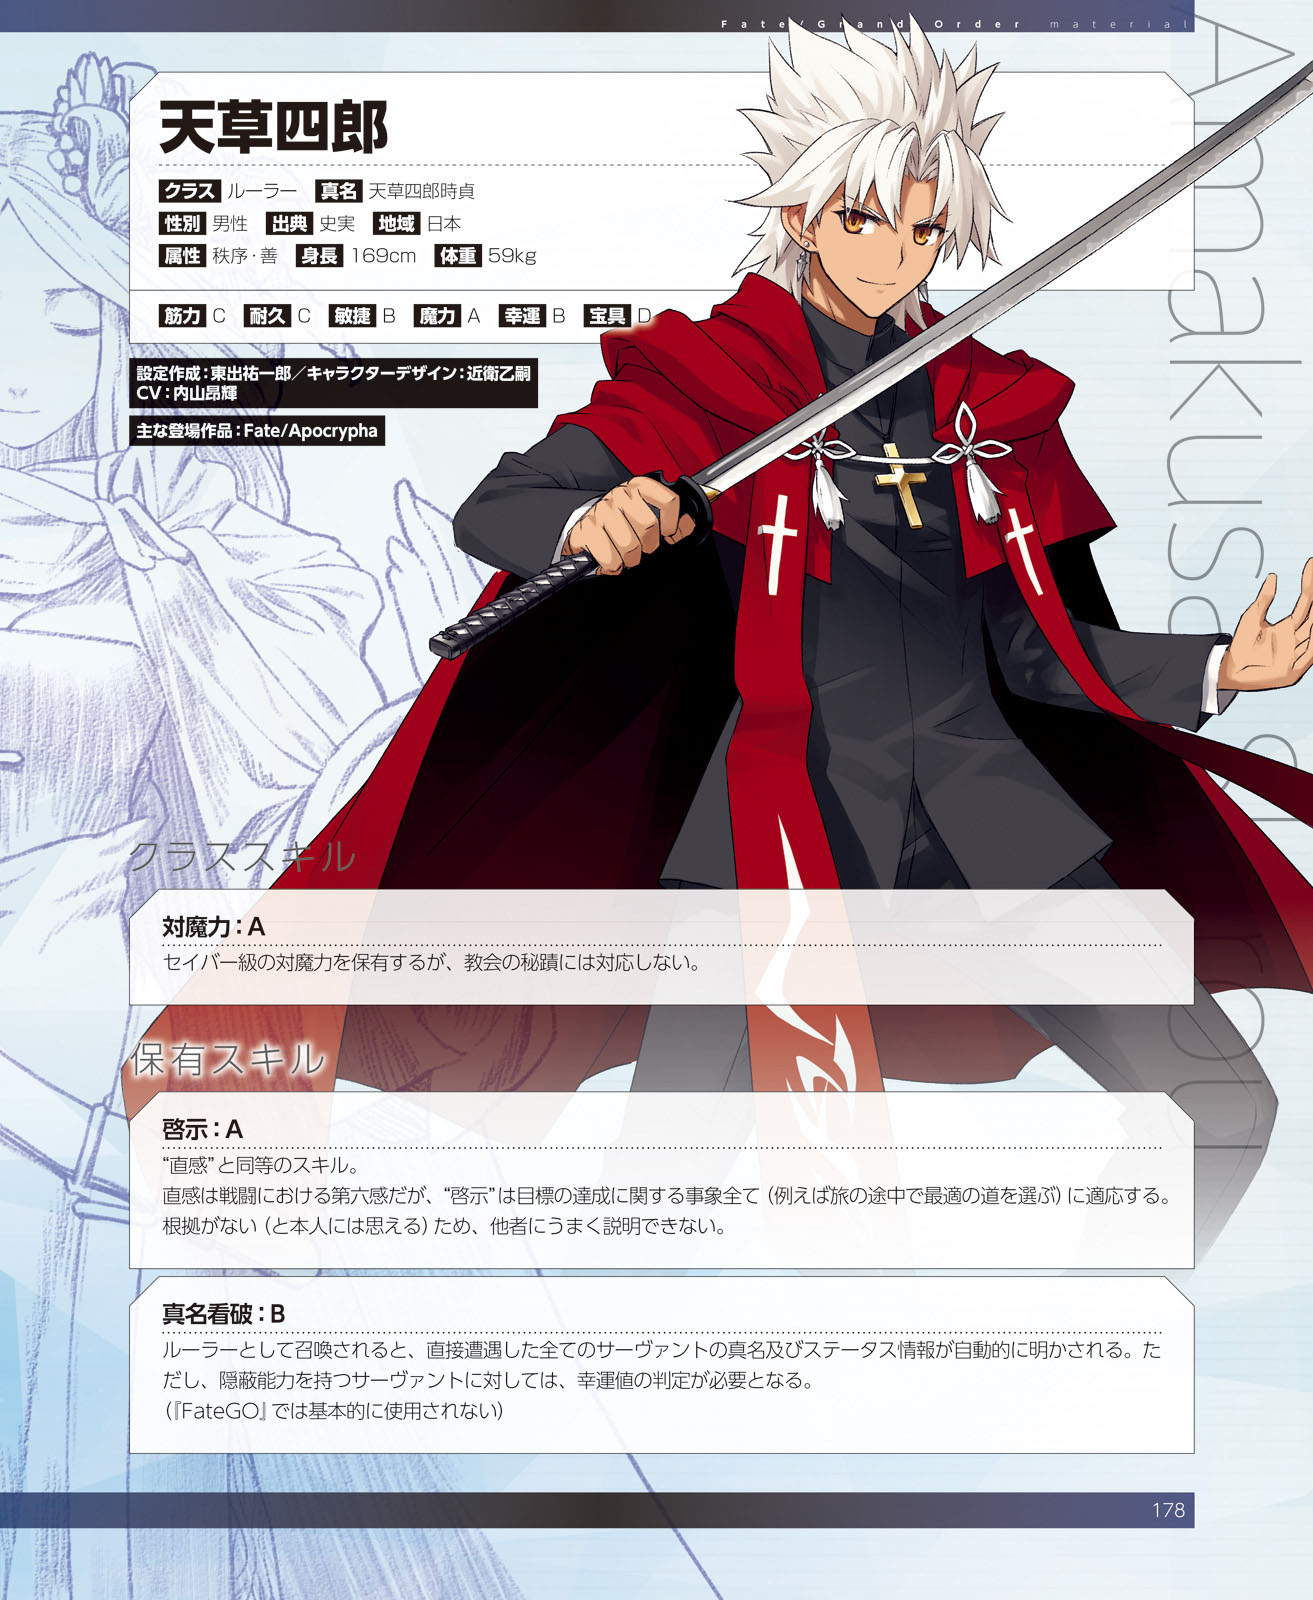 Fate/Grand Order material
Amakusa
天草四郎
クラス ルーラー 真名 天草四郎時貞
性別 男性 出典 史実 地域 日本
属性 秩序・善 身長 169cm 体重 59kg
筋力 C 耐久 C 敏捷 B 魔力 A 幸運 B 宝具 D
設定作成：東出祐一郎／キャラクターデザイン：近衛乙嗣
CV：内山昂輝
主な登場作品：Fate/Apocrypha
クラススキル
対魔力：A
セイバー級の対魔力を保有するが、教会の秘蹟には対応しない。
保有スキル
啓示：A
“直感”と同等のスキル。
直感は戦闘における第六感だが、“啓示”は目標の達成に関する事象全て（例えば旅の途中で最適の道を選ぶ）に適応する。
根拠がない（と本人には思える）ため、他者にうまく説明できない。
真名看破：B
ルーラーとして召喚されると、直接遭遇した全てのサーヴァントの真名及びステータス情報が自動的に明かされる。た
だし、隠蔽能力を持つサーヴァントに対しては、幸運値の判定が必要となる。
（『FateGO』では基本的に使用されない）
178